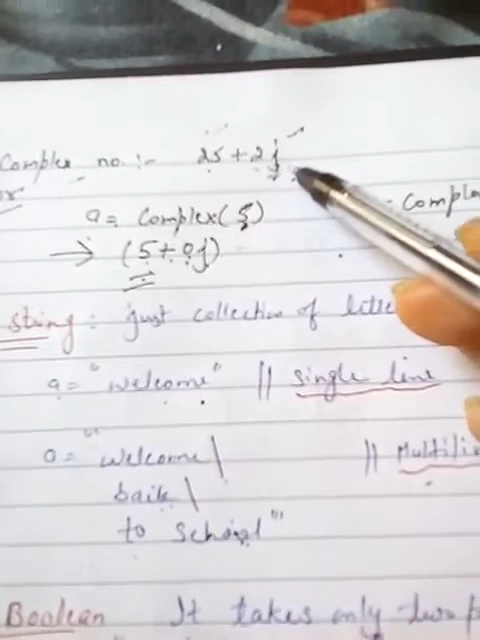 Complex no. :- 25+2j
a = Complex(5)
→ (5+0j)
string : just collection of
a = "welcome" || single line
a = "'welcome\ ||
back\
to school"'
Boolean It takes only two